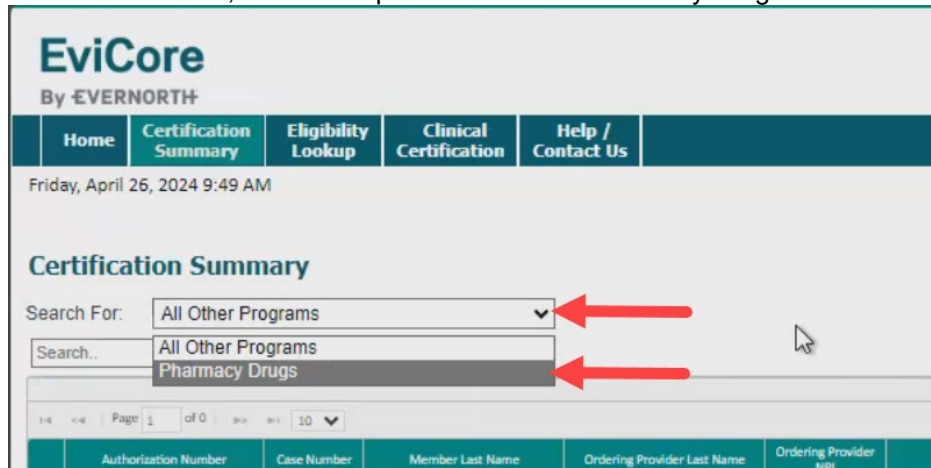 EviCore
By EVERNORTH
Home Certification Summary Eligibility Lookup Clinical Certification Help / Contact Us
Friday, April 26, 2024 9:49 AM
Certification Summary
Search For: All Other Programs
Search.. All Other Programs
Pharmacy Drugs
Page 1 of 0 10
Authorization Number Case Number Member Last Name Ordering Provider Last Name Ordering Provider NPI